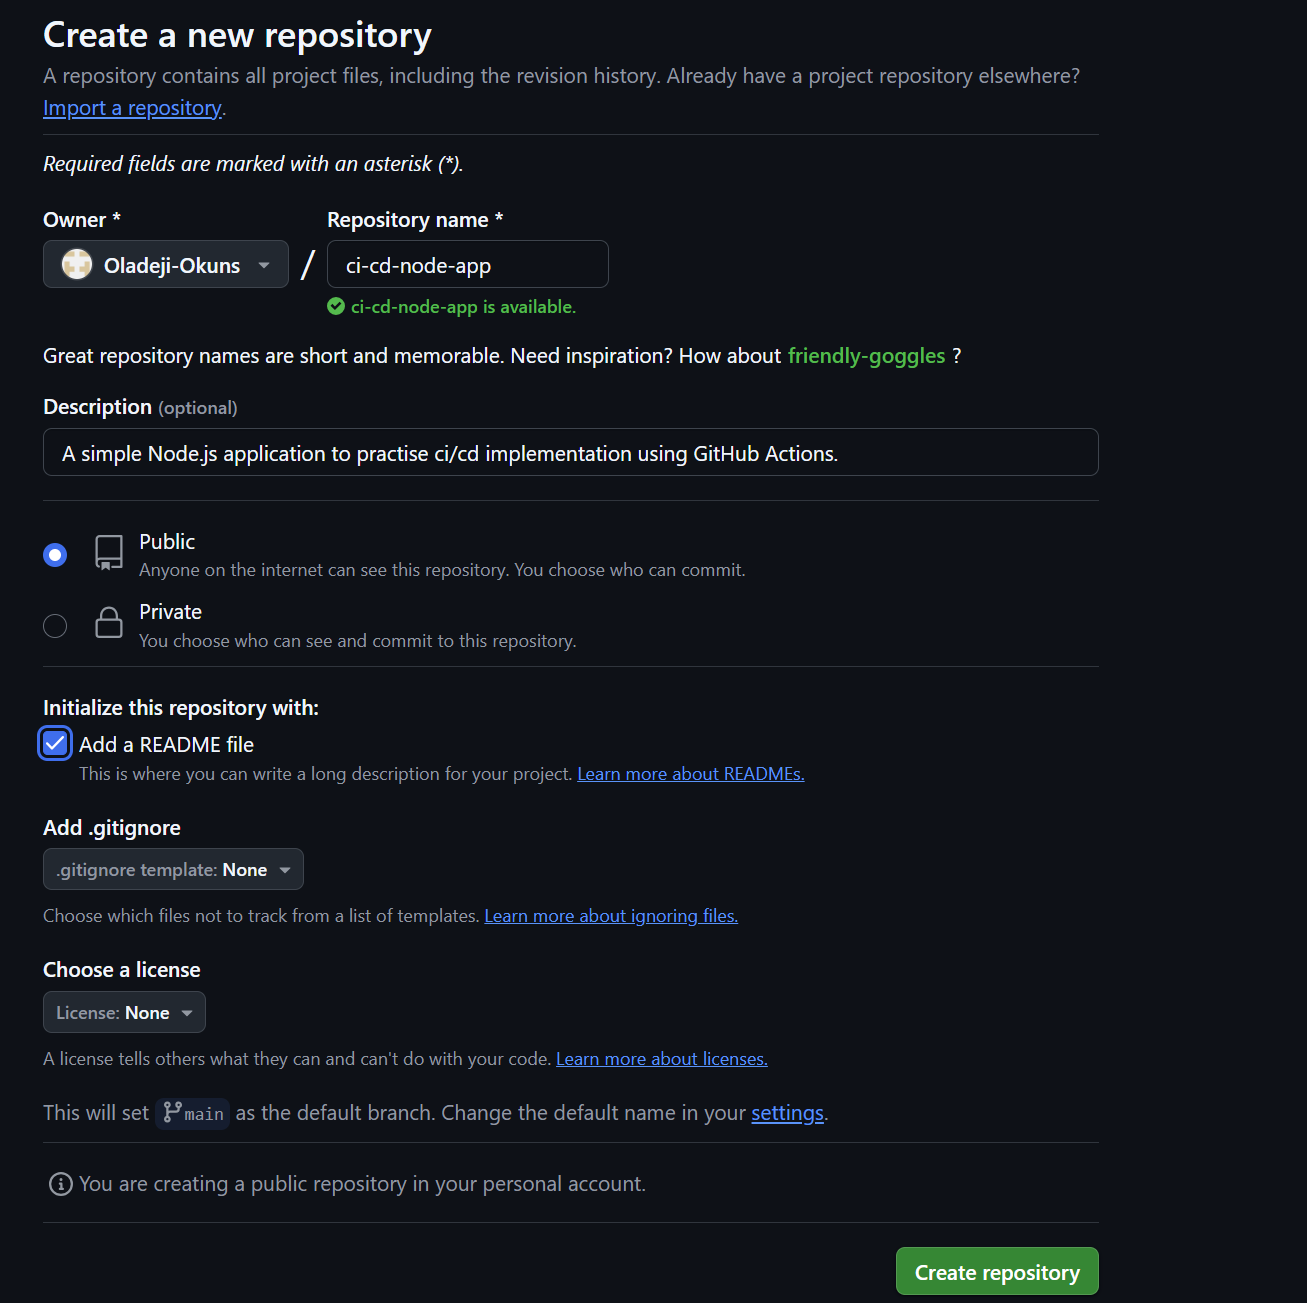 Create a new repository
A repository contains all project files, including the revision history. Already have a project repository elsewhere?
Import a repository.
Required fields are marked with an asterisk (*).
Owner *
Repository name *
Oladeji-Okuns
/
ci-cd-node-app
ci-cd-node-app is available.
Great repository names are short and memorable. Need inspiration? How about friendly-goggles ?
Description (optional)
A simple Node.js application to practise ci/cd implementation using GitHub Actions.
Public
Anyone on the internet can see this repository. You choose who can commit.
Private
You choose who can see and commit to this repository.
Initialize this repository with:
Add a README file
This is where you can write a long description for your project. Learn more about READMEs.
Add .gitignore
.gitignore template: None
Choose which files not to track from a list of templates. Learn more about ignoring files.
Choose a license
License: None
A license tells others what they can and can't do with your code. Learn more about licenses.
This will set main as the default branch. Change the default name in your settings.
You are creating a public repository in your personal account.
Create repository